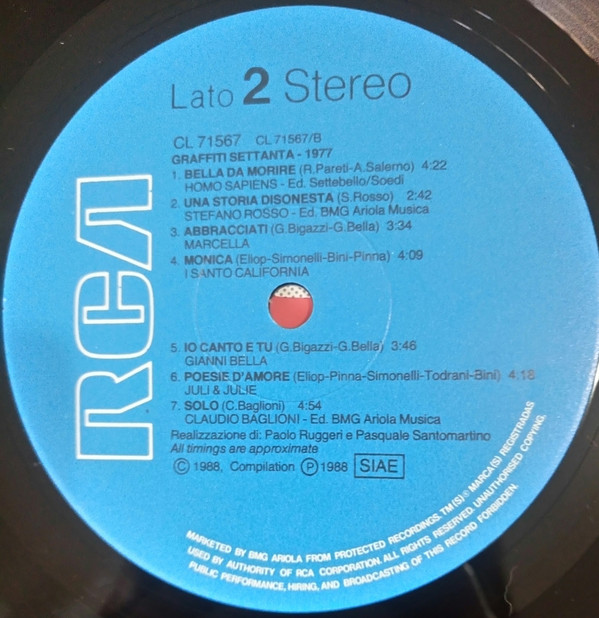 Lato 2 Stereo
CL 71567 CL 71567/B
GRAFFITI SETTANTA - 1977
1. BELLA DA MORIRE (R.Pareti-A.Salerno) 4:22
HOMO SAPIENS - Ed. Settebello/Suedi
2. UNA STORIA DISONESTA (S.Rosso) 2:42
STEFANO ROSSO - Ed. BMG Ariola Musica
3. ABBRACCIATI (G.Bigazzi-G.Bella) 3:34
MARCELLA
4. MONICA (Eliop-Simonelli-Bini-Pinna) 4:09
I SANTO CALIFORNIA
5. IO CANTO E TU (G.Bigazzi-G.Bella) 3:46
GIANNI BELLA
6. POESIE D'AMORE (Eliop-Pinna-Simonelli-Todrani-Bini) 4.18
JULI & JULIE
7. SOLO (C.Baglioni) 4:54
CLAUDIO BAGLIONI - Ed. BMG Ariola Musica
Realizzazione di: Paolo Ruggeri e Pasquale Santomartino
All timings are approximate
Ⓒ 1988, Compilation Ⓟ 1988 SIAE
RCA
MARKETED BY BMG ARIOLA FROM PROTECTED RECORDINGS. TM(S) ® MARCA(S) REGISTRADAS
USED BY AUTHORITY OF RCA CORPORATION. ALL RIGHTS RESERVED. UNAUTHORISED COPYING,
PUBLIC PERFORMANCE, HIRING, AND BROADCASTING OF THIS RECORD FORBIDDEN.